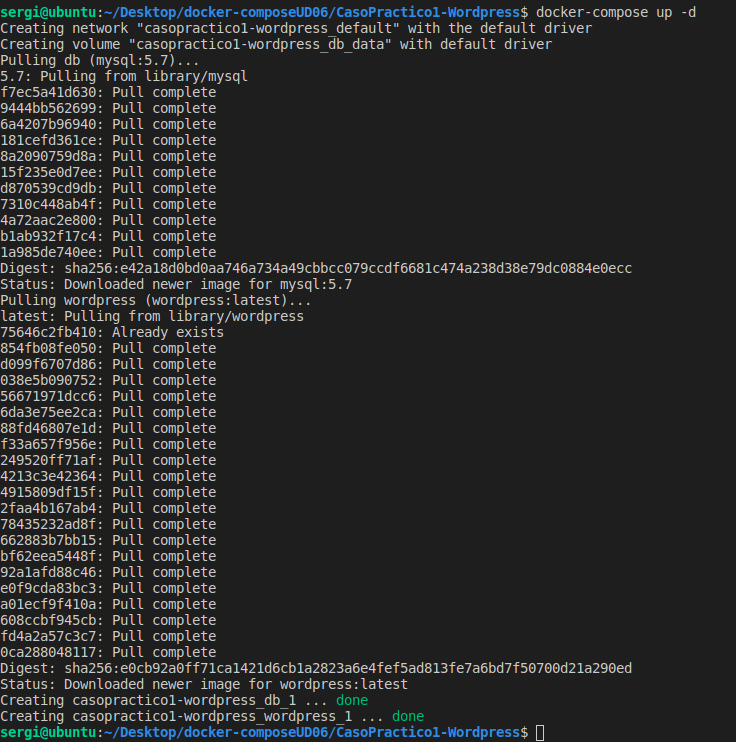 sergi@ubuntu:~/Desktop/docker-composeUD06/CasoPractico1-Wordpress$ docker-compose up -d
Creating network "casopractico1-wordpress_default" with the default driver
Creating volume "casopractico1-wordpress_db_data" with default driver
Pulling db (mysql:5.7)...
5.7: Pulling from library/mysql
f7ec5a41d630: Pull complete
9444bb562699: Pull complete
6a4207b96940: Pull complete
181cefd361ce: Pull complete
8a2090759d8a: Pull complete
15f235e0d7ee: Pull complete
d870539cd9db: Pull complete
7310c448ab4f: Pull complete
4a72aac2e800: Pull complete
b1ab932f17c4: Pull complete
1a985de740ee: Pull complete
Digest: sha256:e42a18d0bd0aa746a734a49cbbcc079ccdf6681c474a238d38e79dc0884e0ecc
Status: Downloaded newer image for mysql:5.7
Pulling wordpress (wordpress:latest)...
latest: Pulling from library/wordpress
75646c2fb410: Already exists
854fb08fe050: Pull complete
d099f6707d86: Pull complete
038e5b090752: Pull complete
56671971dcc6: Pull complete
6da3e75ee2ca: Pull complete
88fd46807e1d: Pull complete
f33a657f956e: Pull complete
249520ff71af: Pull complete
4213c3e42364: Pull complete
4915809df15f: Pull complete
2faa4b167ab4: Pull complete
78435232ad8f: Pull complete
662883b7bb15: Pull complete
bf62eea5448f: Pull complete
92a1afd88c46: Pull complete
e0f9cda83bc3: Pull complete
a01ecf9f410a: Pull complete
608ccbf945cb: Pull complete
fd4a2a57c3c7: Pull complete
0ca288048117: Pull complete
Digest: sha256:e0cb92a0ff71ca1421d6cb1a2823a6e4fef5ad813fe7a6bd7f50700d21a290ed
Status: Downloaded newer image for wordpress:latest
Creating casopractico1-wordpress_db_1 ... done
Creating casopractico1-wordpress_wordpress_1 ... done
sergi@ubuntu:~/Desktop/docker-composeUD06/CasoPractico1-Wordpress$